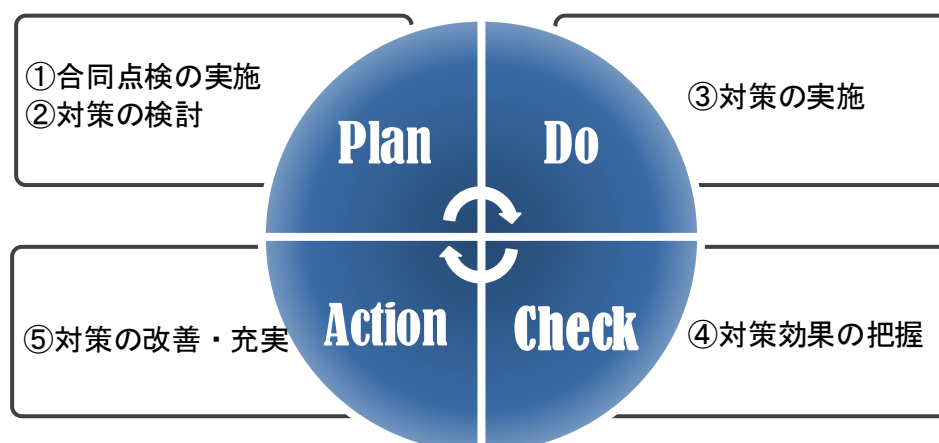 ①合同点検の実施
②対策の検討
Plan
Do
③対策の実施
⑤対策の改善・充実
Action
Check
④対策効果の把握